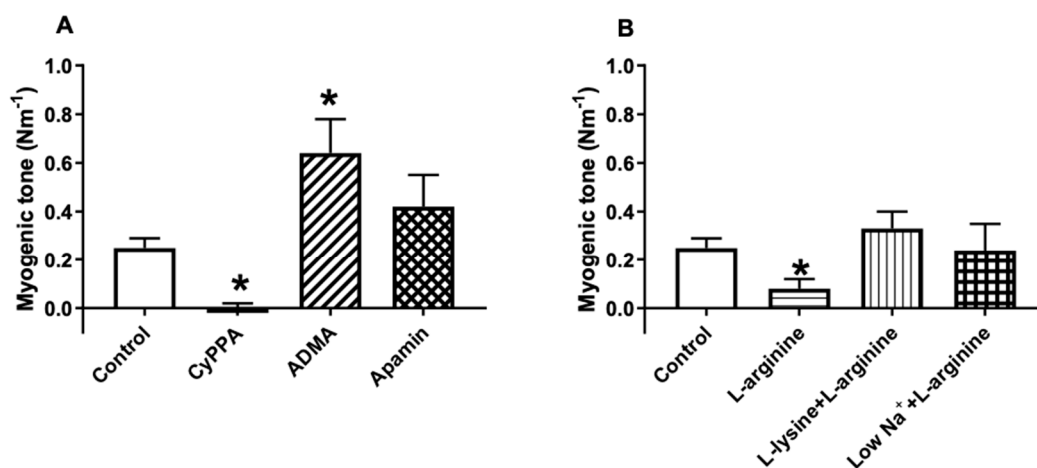 A
Myogenic tone (Nm⁻¹)
1.0
0.8
0.6
0.4
0.2
0.0
*
*
Control
CyPPA
ADMA
Apamin
B
Myogenic tone (Nm⁻¹)
1.0
0.8
0.6
0.4
0.2
0.0
*
Control
L-arginine
L-lysine+L-arginine
Low Na⁺+L-arginine